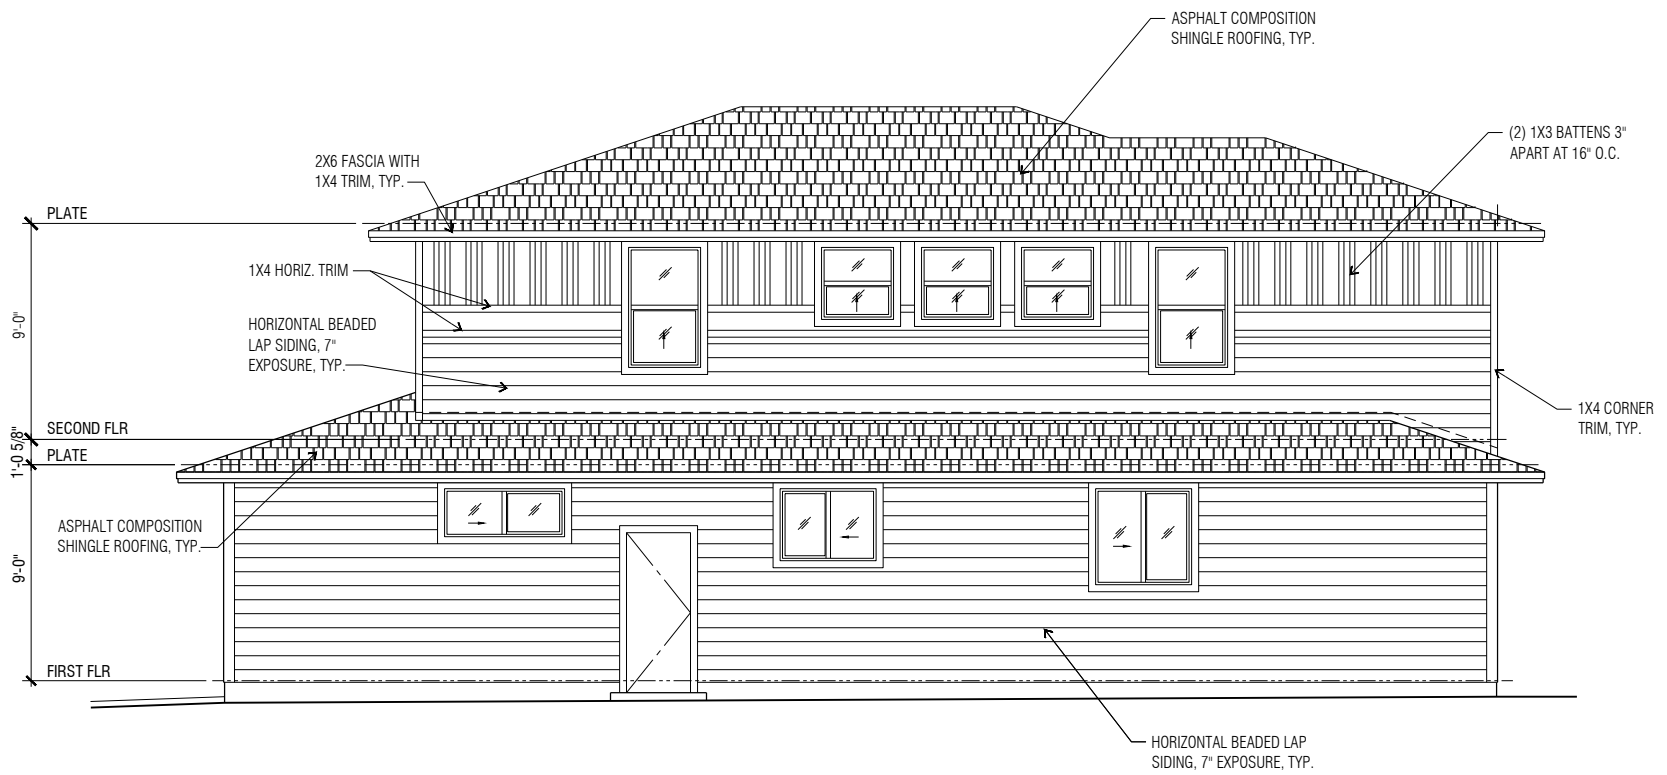 ASPHALT COMPOSITION
SHINGLE ROOFING, TYP.
(2) 1X3 BATTENS 3"
APART AT 16" O.C.
2X6 FASCIA WITH
1X4 TRIM, TYP.
PLATE
1X4 HORIZ. TRIM
9'-0"
HORIZONTAL BEADED
LAP SIDING, 7"
EXPOSURE, TYP.
1X4 CORNER
TRIM, TYP.
SECOND FLR
1'-0 5/8"
PLATE
ASPHALT COMPOSITION
SHINGLE ROOFING, TYP.
9'-0"
FIRST FLR
HORIZONTAL BEADED LAP
SIDING, 7" EXPOSURE, TYP.